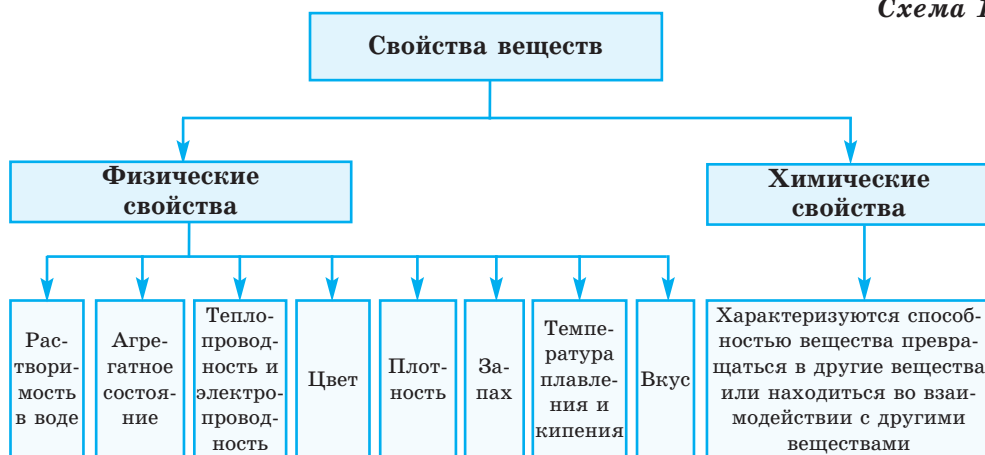 Схема 1
Свойства веществ
Физические
свойства
Химические
свойства
Рас-
твори-
мость
в воде
Агре-
гатное
состоя-
ние
Тепло-
провод-
ность и
электро-
провод-
ность
Цвет
Плот-
ность
За-
пах
Темпе-
ратура
плавле-
ния и
кипения
Вкус
Характеризуются способ-
ностью вещества превра-
щаться в другие вещества
или находиться во взаи-
модействии с другими
веществами